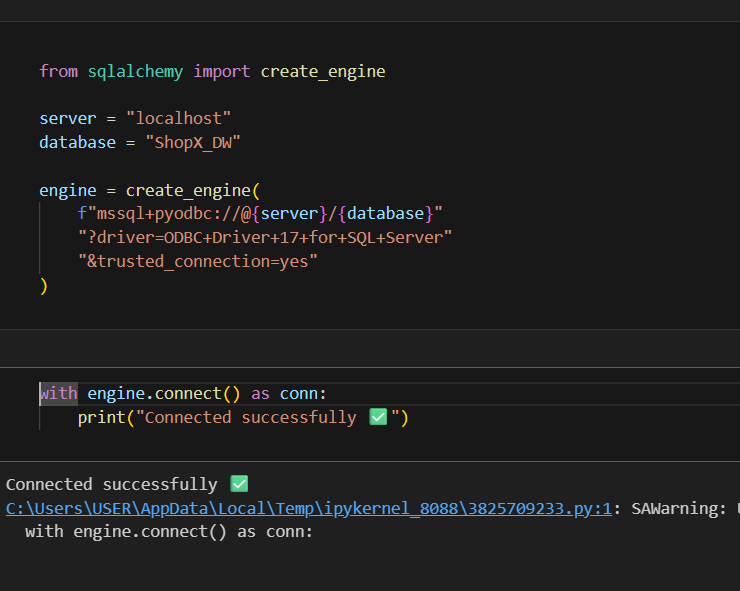 from sqlalchemy import create_engine
server = "localhost"
database = "ShopX_DW"
engine = create_engine(
    f"mssql+pyodbc://@{server}/{database}"
    "?driver=ODBC+Driver+17+for+SQL+Server"
    "&trusted_connection=yes"
)
with engine.connect() as conn:
    print("Connected successfully ✅")
Connected successfully ✅
C:\Users\USER\AppData\Local\Temp\ipykernel_8088\3825709233.py:1: SAWarning:
  with engine.connect() as conn: